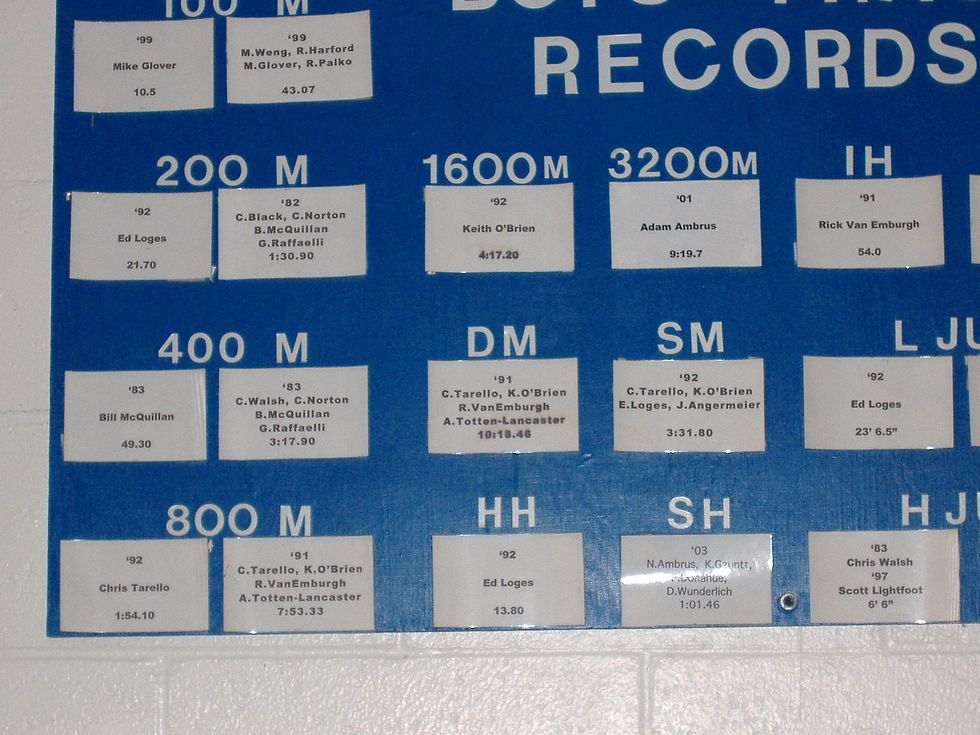 100 M
RECORDS
'99
Mike Glover
10.5
'99
M.Weng, R.Harford
M.Glover, R.Palko
43.07
200 M
1600M
3200M
IH
'92
Ed Loges
21.70
'82
C.Black, C.Norton
B.McQuillan
G.Raffaelli
1:30.90
'92
Keith O'Brien
4:17.20
'01
Adam Ambrus
9:19.7
'91
Rick Van Emburgh
54.0
400 M
DM
SM
L JU
'83
Bill McQuillan
49.30
'83
C.Walsh, C.Norton
B.McQuillan
G.Raffaelli
3:17.90
'91
C.Tarello, K.O'Brien
R.VanEmburgh
A.Totten-Lancaster
10:18.46
'92
C.Tarello, K.O'Brien
E.Loges, J.Angermeier
3:31.80
'92
Ed Loges
23' 6.5"
800 M
HH
SH
H J
'92
Chris Tarello
1:54.10
'91
C.Tarello, K.O'Brien
R.VanEmburgh
A.Totten-Lancaster
7:53.33
'92
Ed Loges
13.80
'03
N.Ambrus, K.Gauntt,
D.Wunderlich
1:01.46
'83
Chris Walsh
'97
Scott Lightfoot
6' 6"